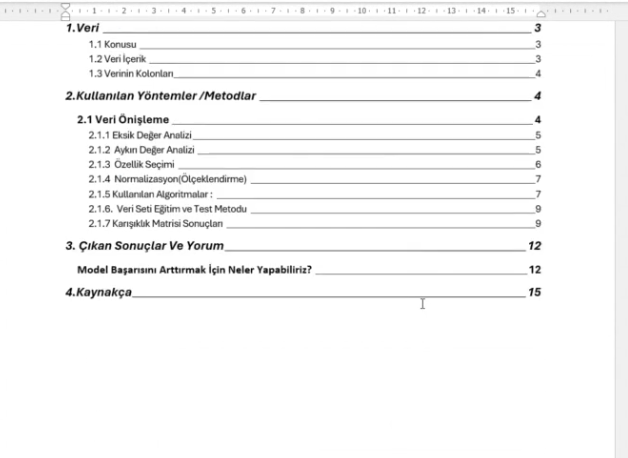 1.Veri 3
1.1 Konusu 3
1.2 Veri İçerik 3
1.3 Verinin Kolonları 4
2.Kullanılan Yöntemler /Metodlar 4
2.1 Veri Önişleme 4
2.1.1 Eksik Değer Analizi 5
2.1.2 Aykırı Değer Analizi 5
2.1.3 Özellik Seçimi 6
2.1.4 Normalizasyon(Ölçeklendirme) 7
2.1.5 Kullanılan Algoritmalar : 7
2.1.6. Veri Seti Eğitim ve Test Metodu 9
2.1.7 Karışıklık Matrisi Sonuçları 9
3. Çıkan Sonuçlar Ve Yorum 12
Model Başarısını Arttırmak İçin Neler Yapabiliriz? 12
4.Kaynakça 15